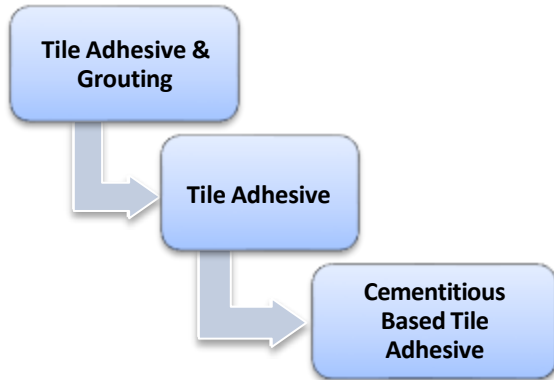 Tile Adhesive &
Grouting
Tile Adhesive
Cementitious
Based Tile
Adhesive